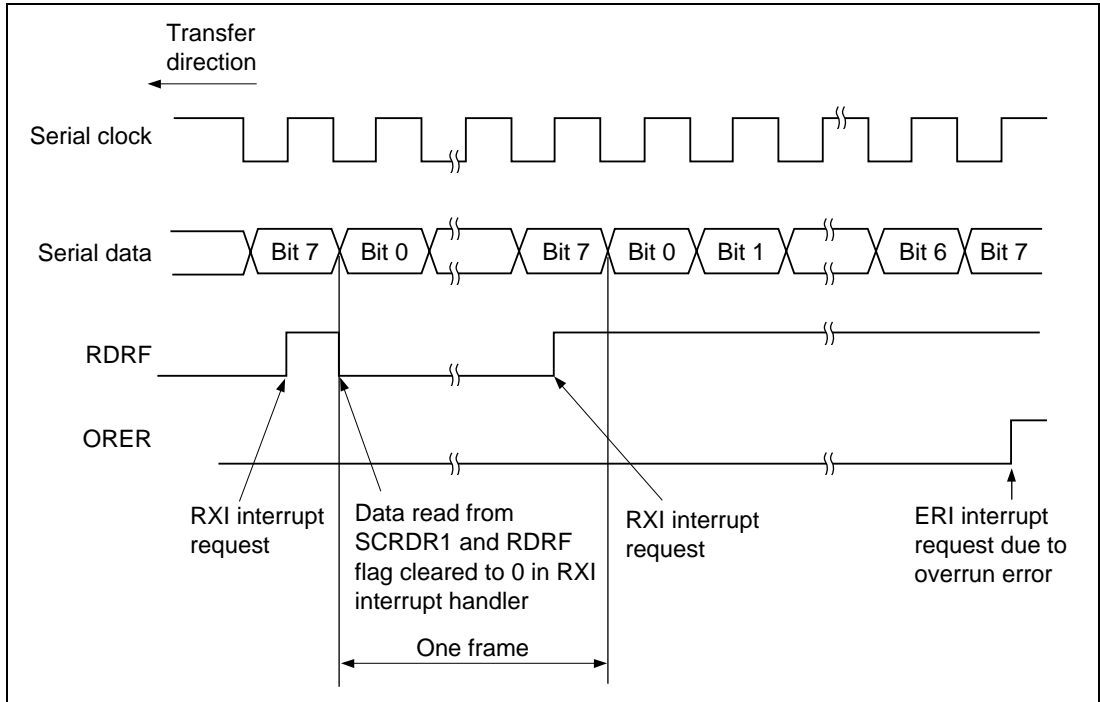 Transfer
direction
Serial clock
Serial data
Bit 7
Bit 0
Bit 7
Bit 0
Bit 1
Bit 6
Bit 7
RDRF
ORER
RXI interrupt
request
Data read from
SCRDR1 and RDRF
flag cleared to 0 in RXI
interrupt handler
RXI interrupt
request
ERI interrupt
request due to
overrun error
One frame